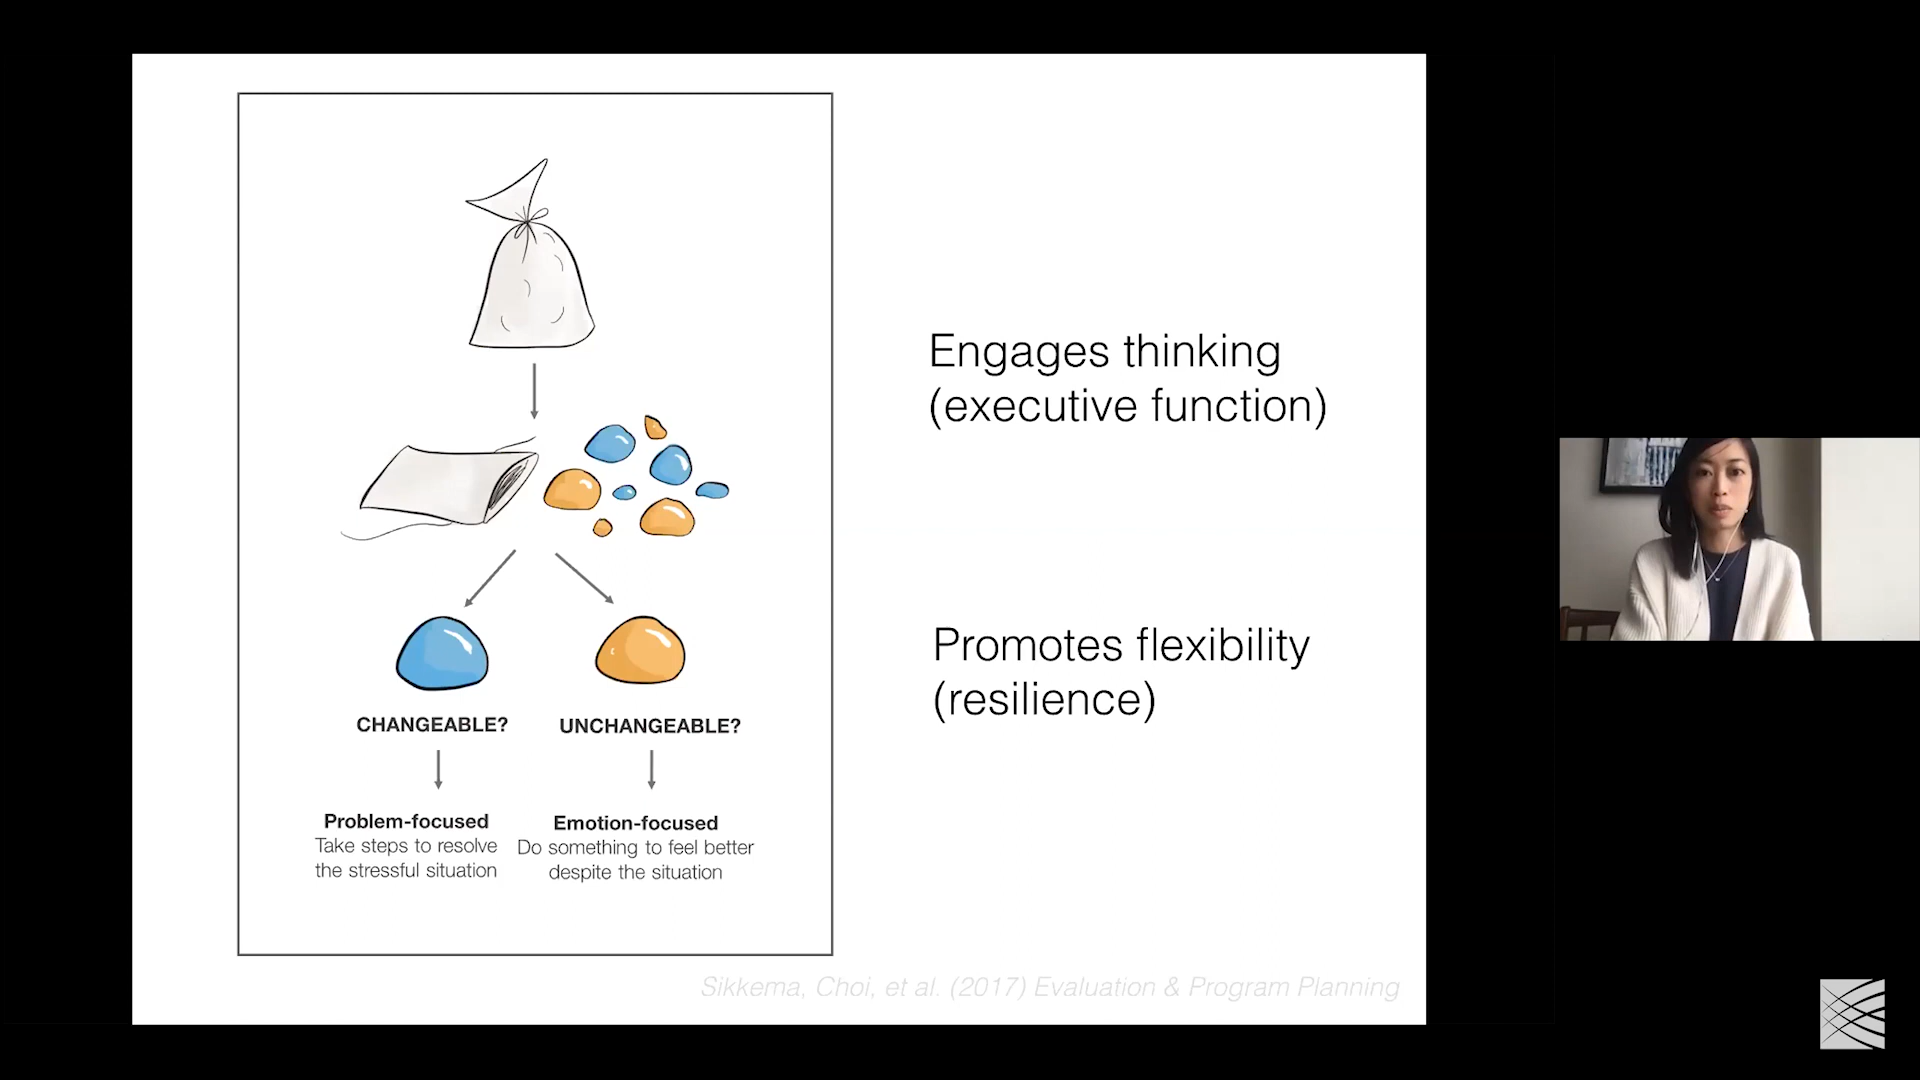 Engages thinking
(executive function)
Promotes flexibility
(resilience)
CHANGEABLE?
UNCHANGEABLE?
Problem-focused
Take steps to resolve
the stressful situation
Emotion-focused
Do something to feel better
despite the situation
Sikkema, Choi, et al. (2017) Evaluation & Program Planning